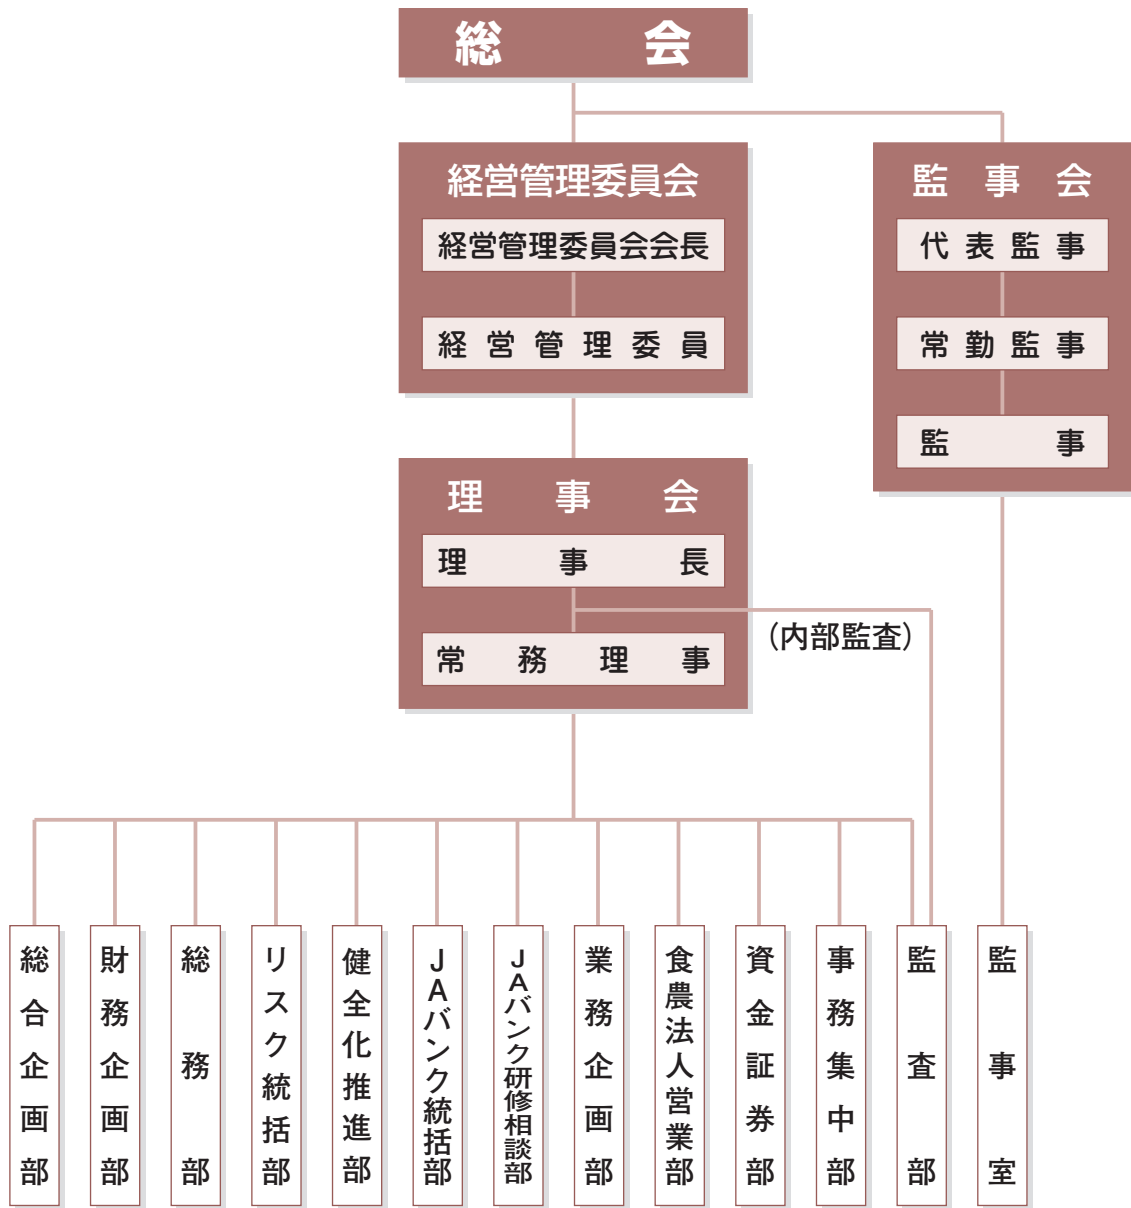 総会
経営管理委員会
経営管理委員会会長
経営管理委員
監事会
代表監事
常勤監事
監事
理事会
理事長
常務理事
（内部監査）
総合企画部
財務企画部
総務部
リスク統括部
健全化推進部
JAバンク統括部
JAバンク研修相談部
業務企画部
食農法人営業部
資金証券部
事務集中部
監査部
監事室